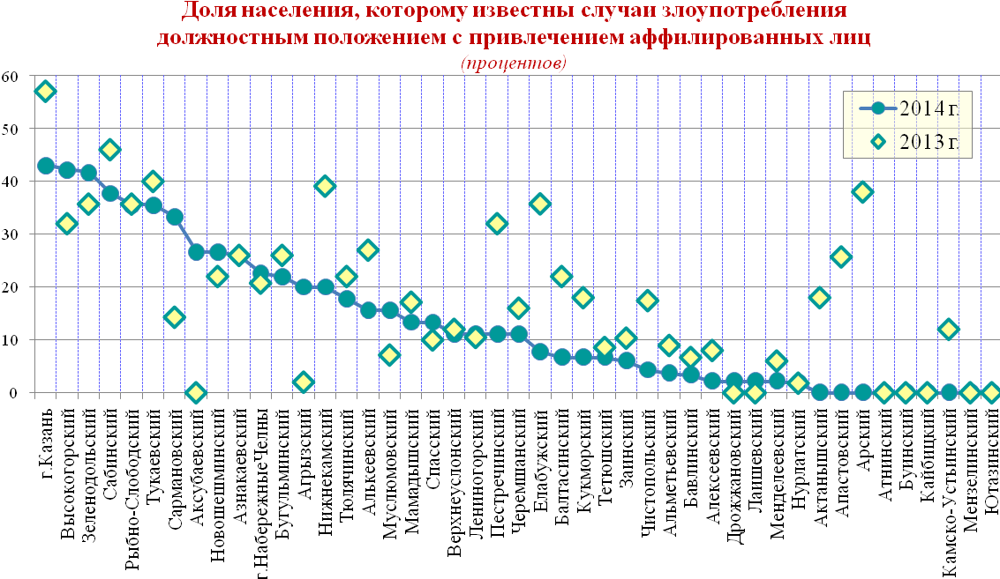 Доля населения, которому известны случаи злоупотребления
должностным положением с привлечением аффилированных лиц
(процентов)
60
50
40
30
20
10
0
2014 г.
2013 г.
г.Казань
Высокогорский
Зеленодольский
Сабинский
Рыбно-Слободский
Тукаевский
Сармановский
Аксубаевский
Новошешминский
Азнакаевский
г.Набережные Челны
Бугульминский
Агрызский
Нижнекамский
Тюлячинский
Алькеевский
Муслюмовский
Мамадышский
Спасский
Верхнеуслонский
Лениногорский
Пестречинский
Черемшанский
Елабужский
Балтасинский
Кукморский
Тетюшский
Заинский
Чистопольский
Альметьевский
Бавлинский
Алексеевский
Дрожжановский
Лаишевский
Менделеевский
Нурлатский
Актанышский
Апастовский
Арский
Атнинский
Буинский
Кайбицкий
Камско-Устьинский
Мензелинский
Ютазинский